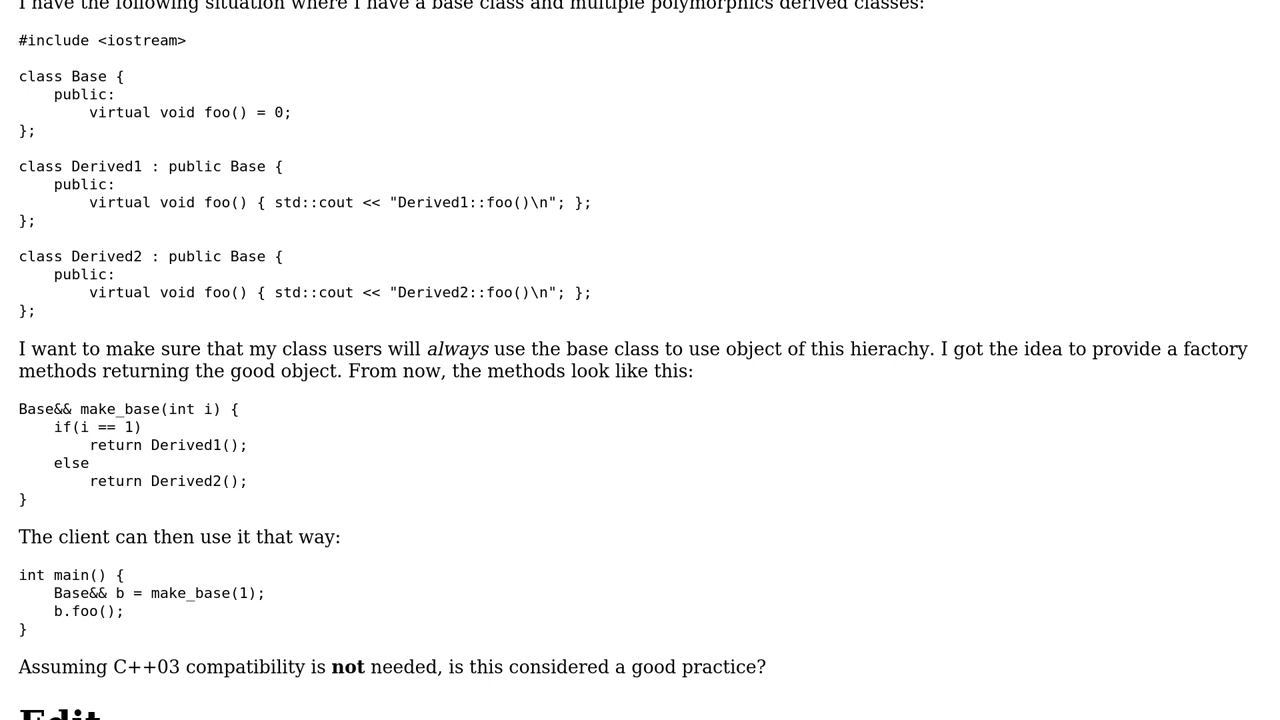 I have the following situation where I have a base class and multiple polymorphics derived classes:
#include <iostream>
class Base {
    public:
        virtual void foo() = 0;
};
class Derived1 : public Base {
    public:
        virtual void foo() { std::cout << "Derived1::foo()\n"; };
};
class Derived2 : public Base {
    public:
        virtual void foo() { std::cout << "Derived2::foo()\n"; };
};
I want to make sure that my class users will always use the base class to use object of this hierachy. I got the idea to provide a factory
methods returning the good object. From now, the methods look like this:
Base&& make_base(int i) {
    if(i == 1)
        return Derived1();
    else
        return Derived2();
}
The client can then use it that way:
int main() {
    Base&& b = make_base(1);
    b.foo();
}
Assuming C++03 compatibility is not needed, is this considered a good practice?
Edit